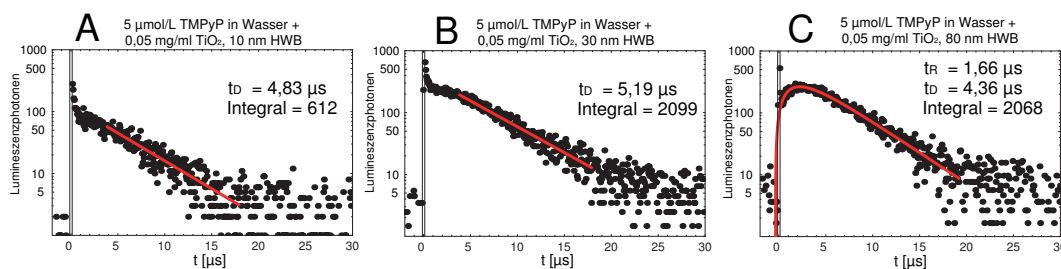 A
5 µmol/L TMPyP in Wasser +
0,05 mg/ml TiO₂, 10 nm HWB
Lumineszenzphotonen
1000
500
100
50
10
5
tD = 4,83 µs
Integral = 612
0 5 10 15 20 25 30
t [µs]
B
5 µmol/L TMPyP in Wasser +
0,05 mg/ml TiO₂, 30 nm HWB
Lumineszenzphotonen
1000
500
100
50
10
5
tD = 5,19 µs
Integral = 2099
0 5 10 15 20 25 30
t [µs]
C
5 µmol/L TMPyP in Wasser +
0,05 mg/ml TiO₂, 80 nm HWB
Lumineszenzphotonen
1000
500
100
50
10
5
tR = 1,66 µs
tD = 4,36 µs
Integral = 2068
0 5 10 15 20 25 30
t [µs]